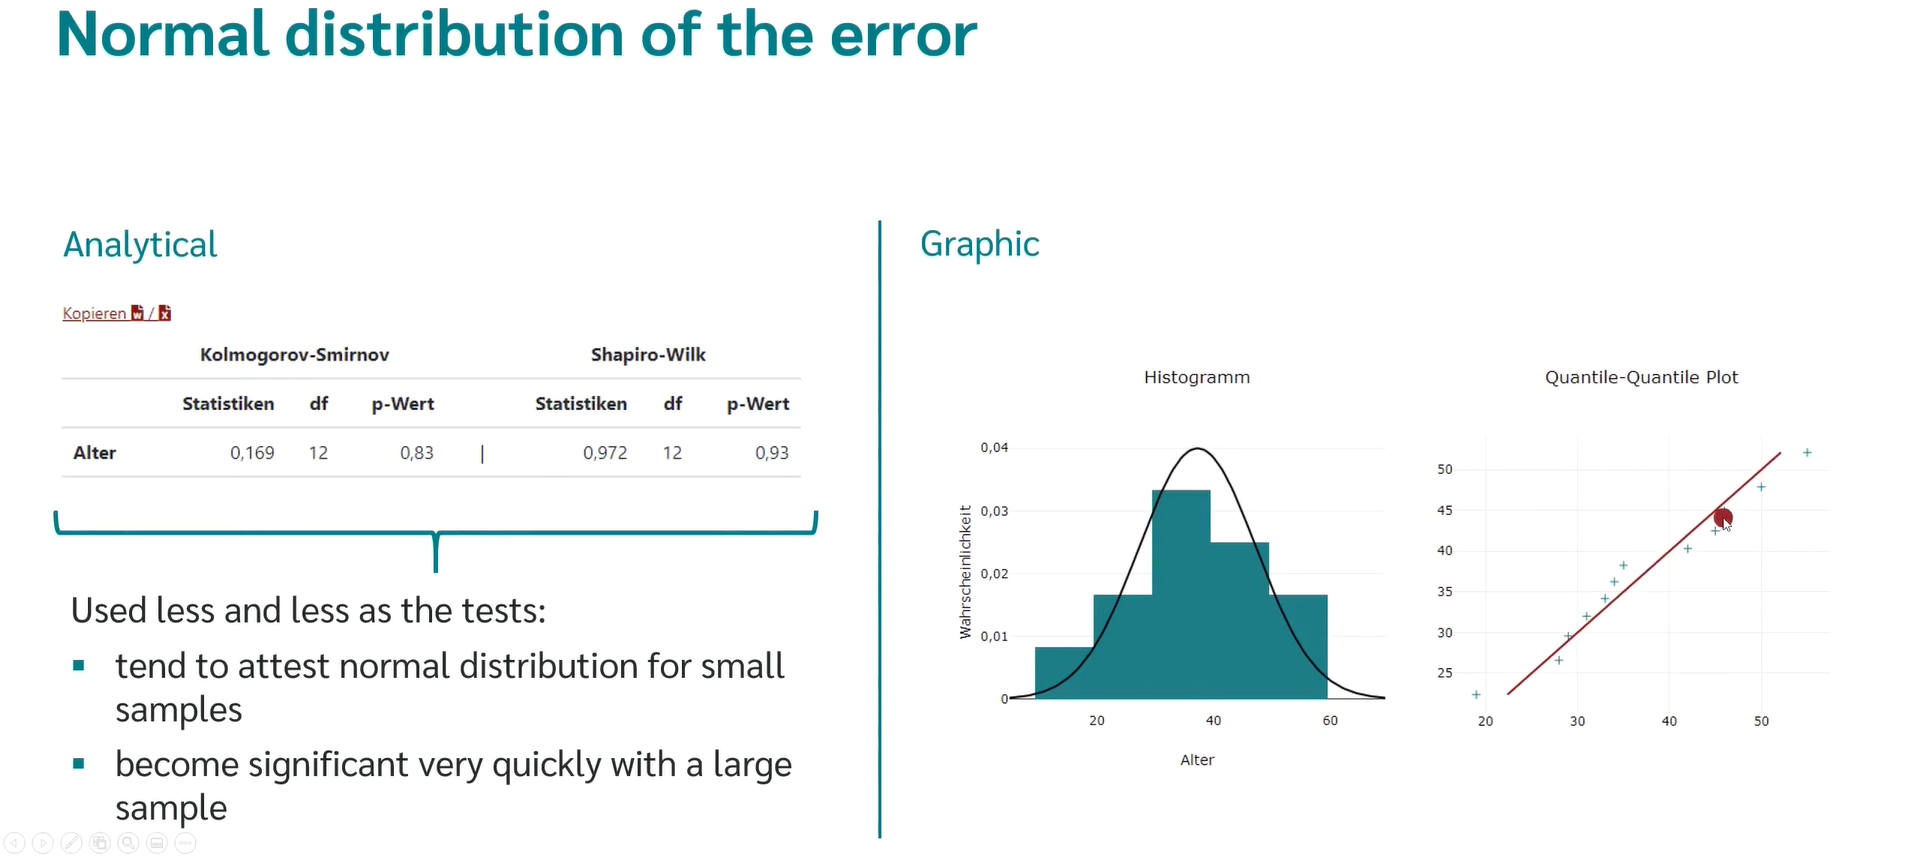 Normal distribution of the error
Analytical
Kopieren /
Kolmogorov-Smirnov Shapiro-Wilk
Statistiken df p-Wert Statistiken df p-Wert
Alter 0,169 12 0,83 | 0,972 12 0,93
Used less and less as the tests:
▪ tend to attest normal distribution for small
samples
▪ become significant very quickly with a large
sample
Graphic
Histogramm
Wahrscheinlichkeit
0,04
0,03
0,02
0,01
0
20 40 60
Alter
Quantile-Quantile Plot
50
45
40
35
30
25
20 30 40 50